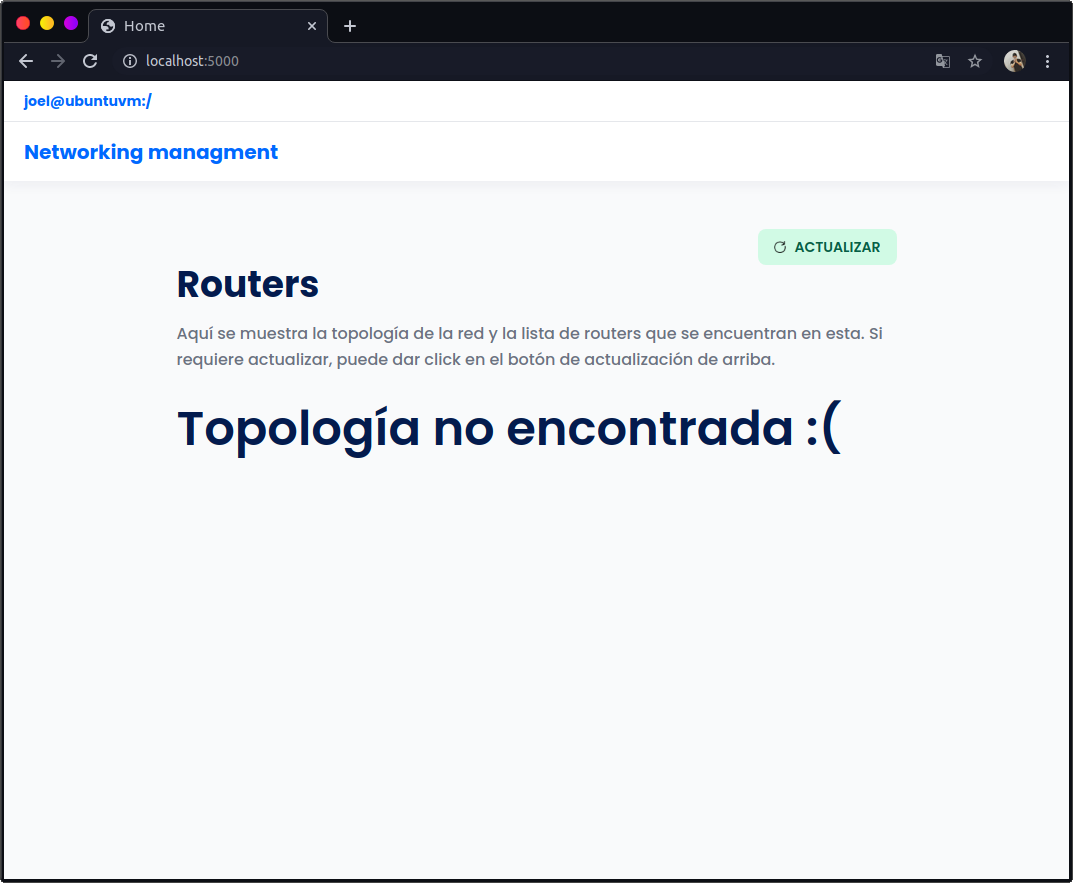 Home
localhost:5000
joel@ubuntuvm:/
Networking managment
ACTUALIZAR
Routers
Aquí se muestra la topología de la red y la lista de routers que se encuentran en esta. Si
requiere actualizar, puede dar click en el botón de actualización de arriba.
Topología no encontrada :(